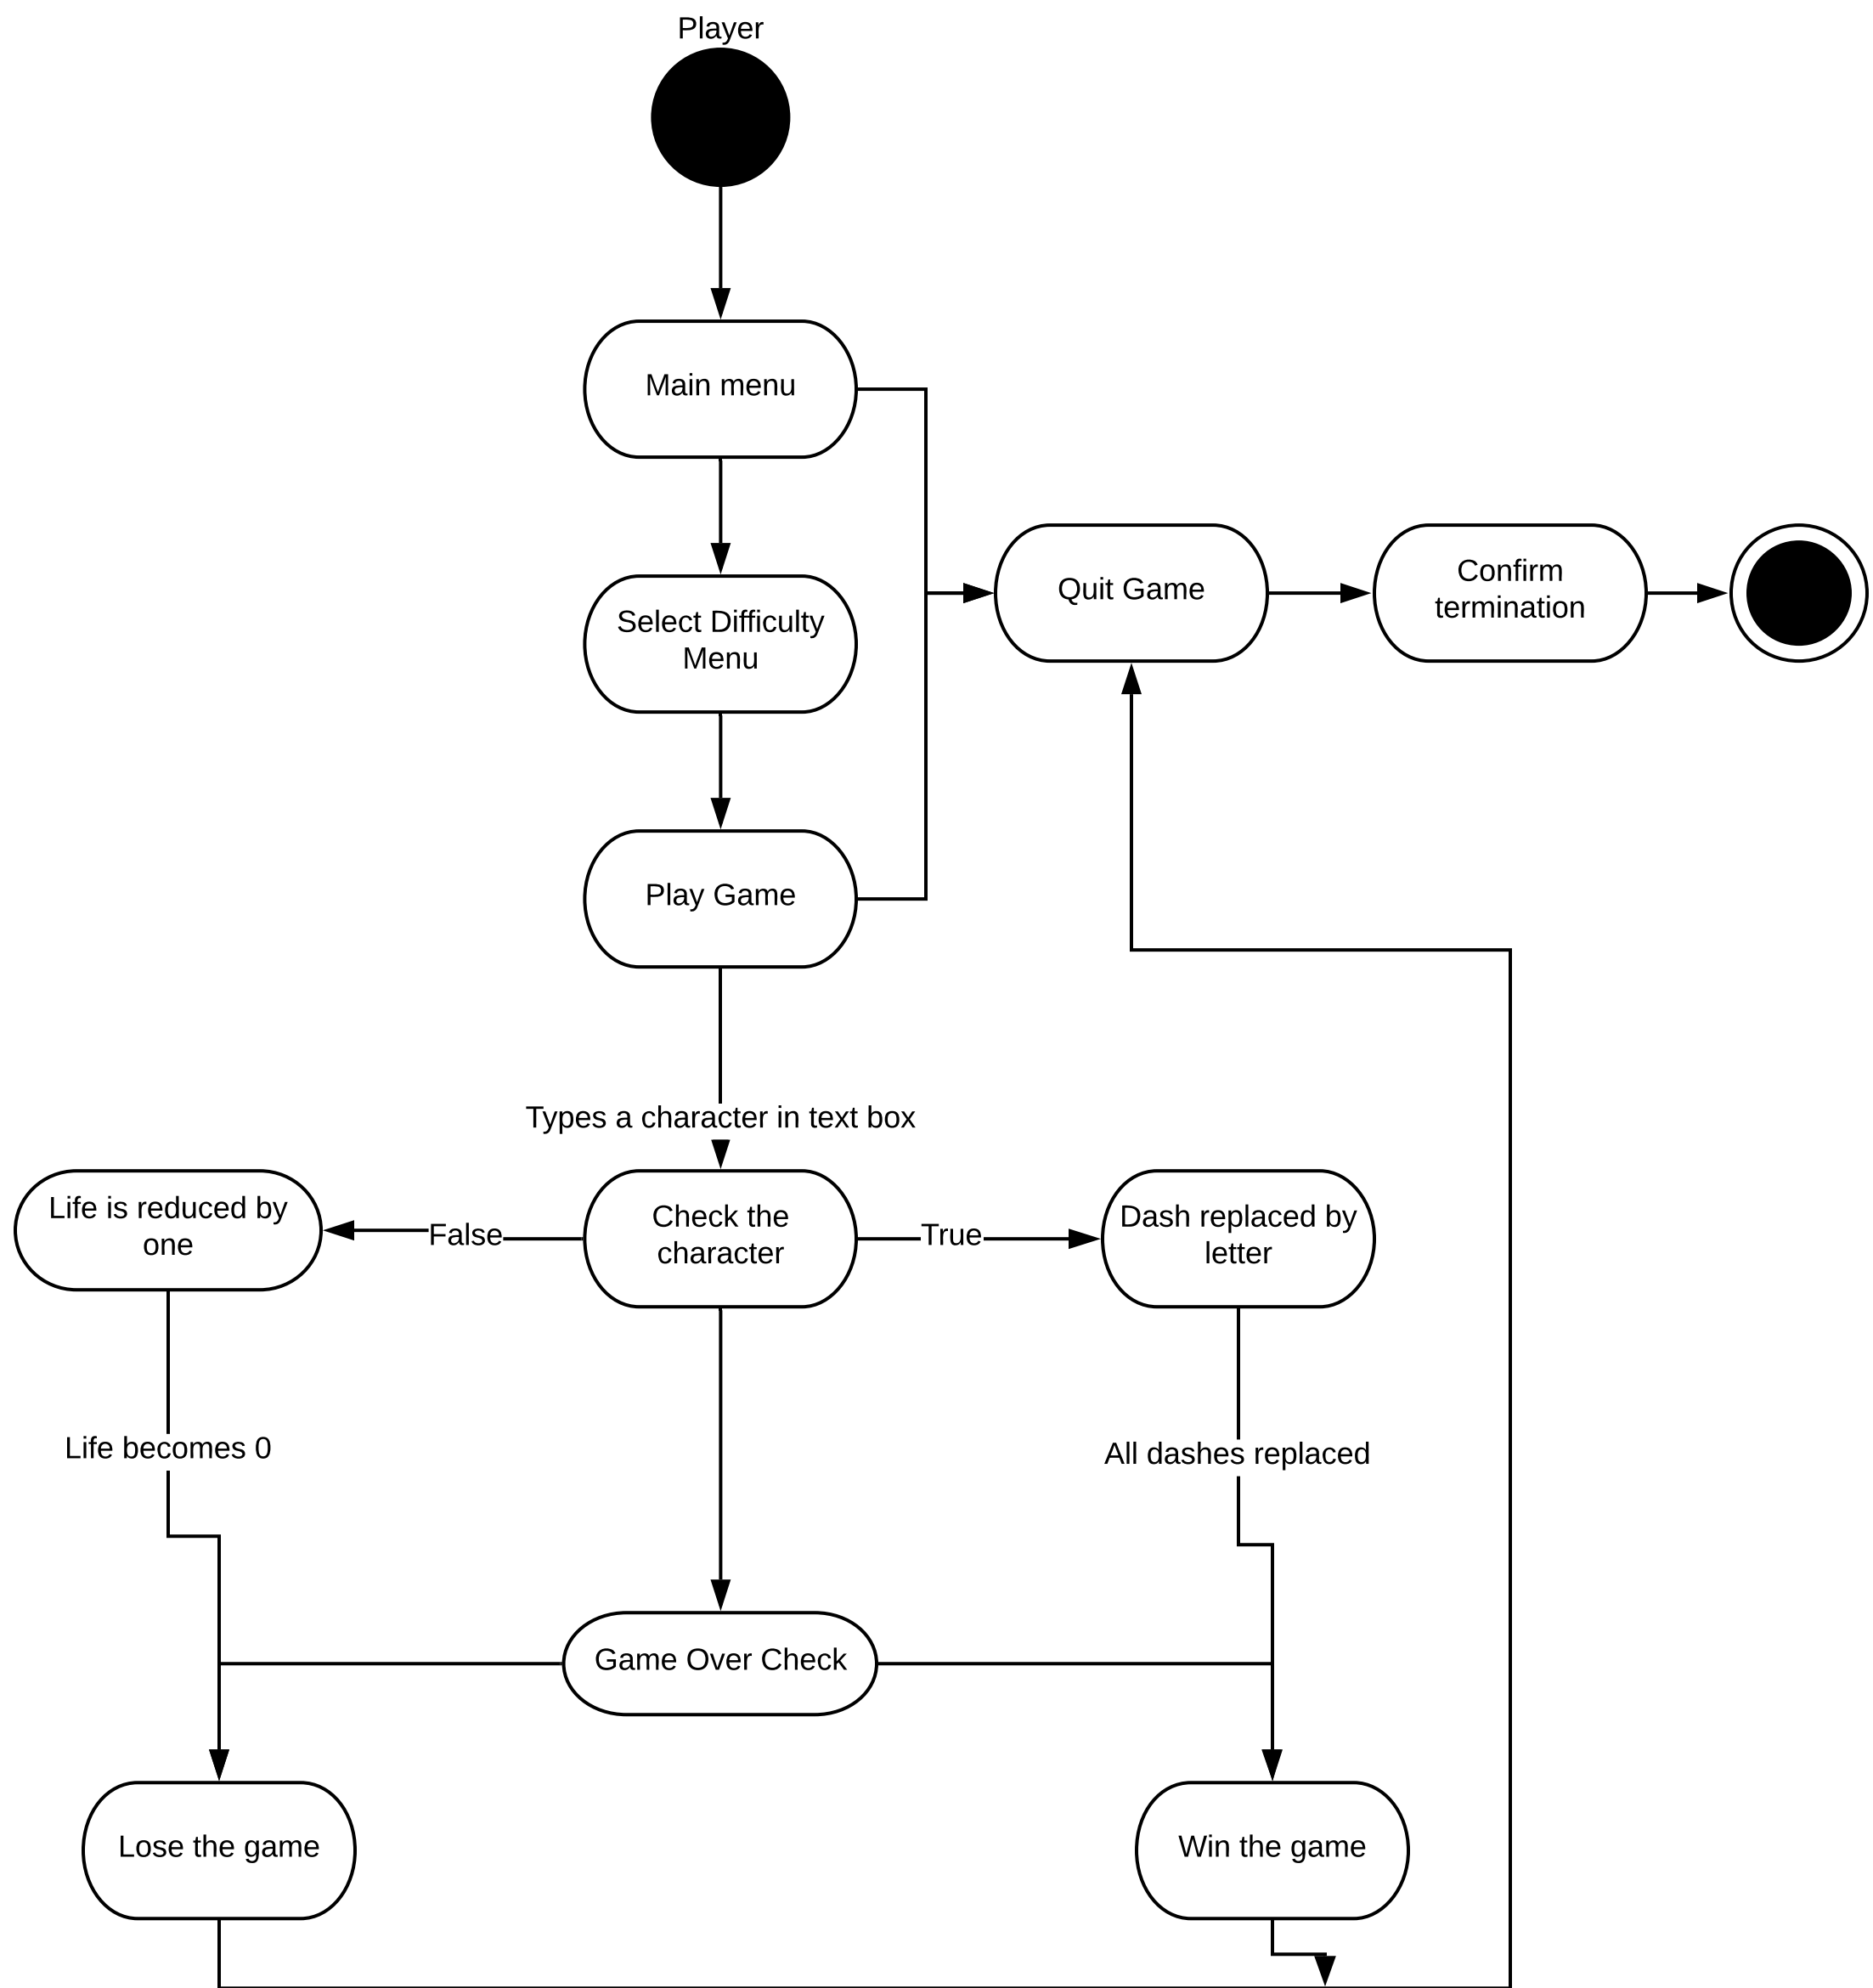 Player
Main menu
Select Difficulty
Menu
Quit Game
Confirm
termination
Play Game
Types a character in text box
Life is reduced by
one
False
Check the
character
True
Dash replaced by
letter
Life becomes 0
All dashes replaced
Game Over Check
Lose the game
Win the game